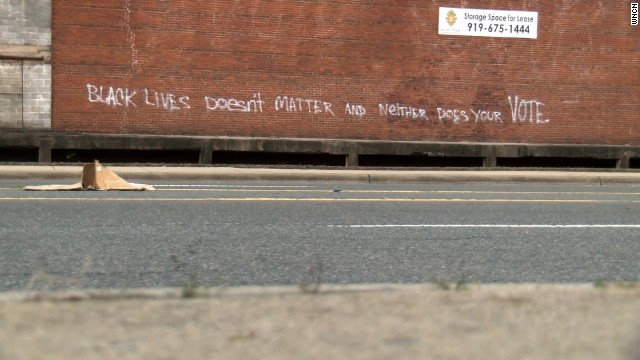 Storage Space for Lease
919-675-1444
BLACK LIVES DOESN't MATTER AND NEITHER DOES YOUR VOTE
WNCN